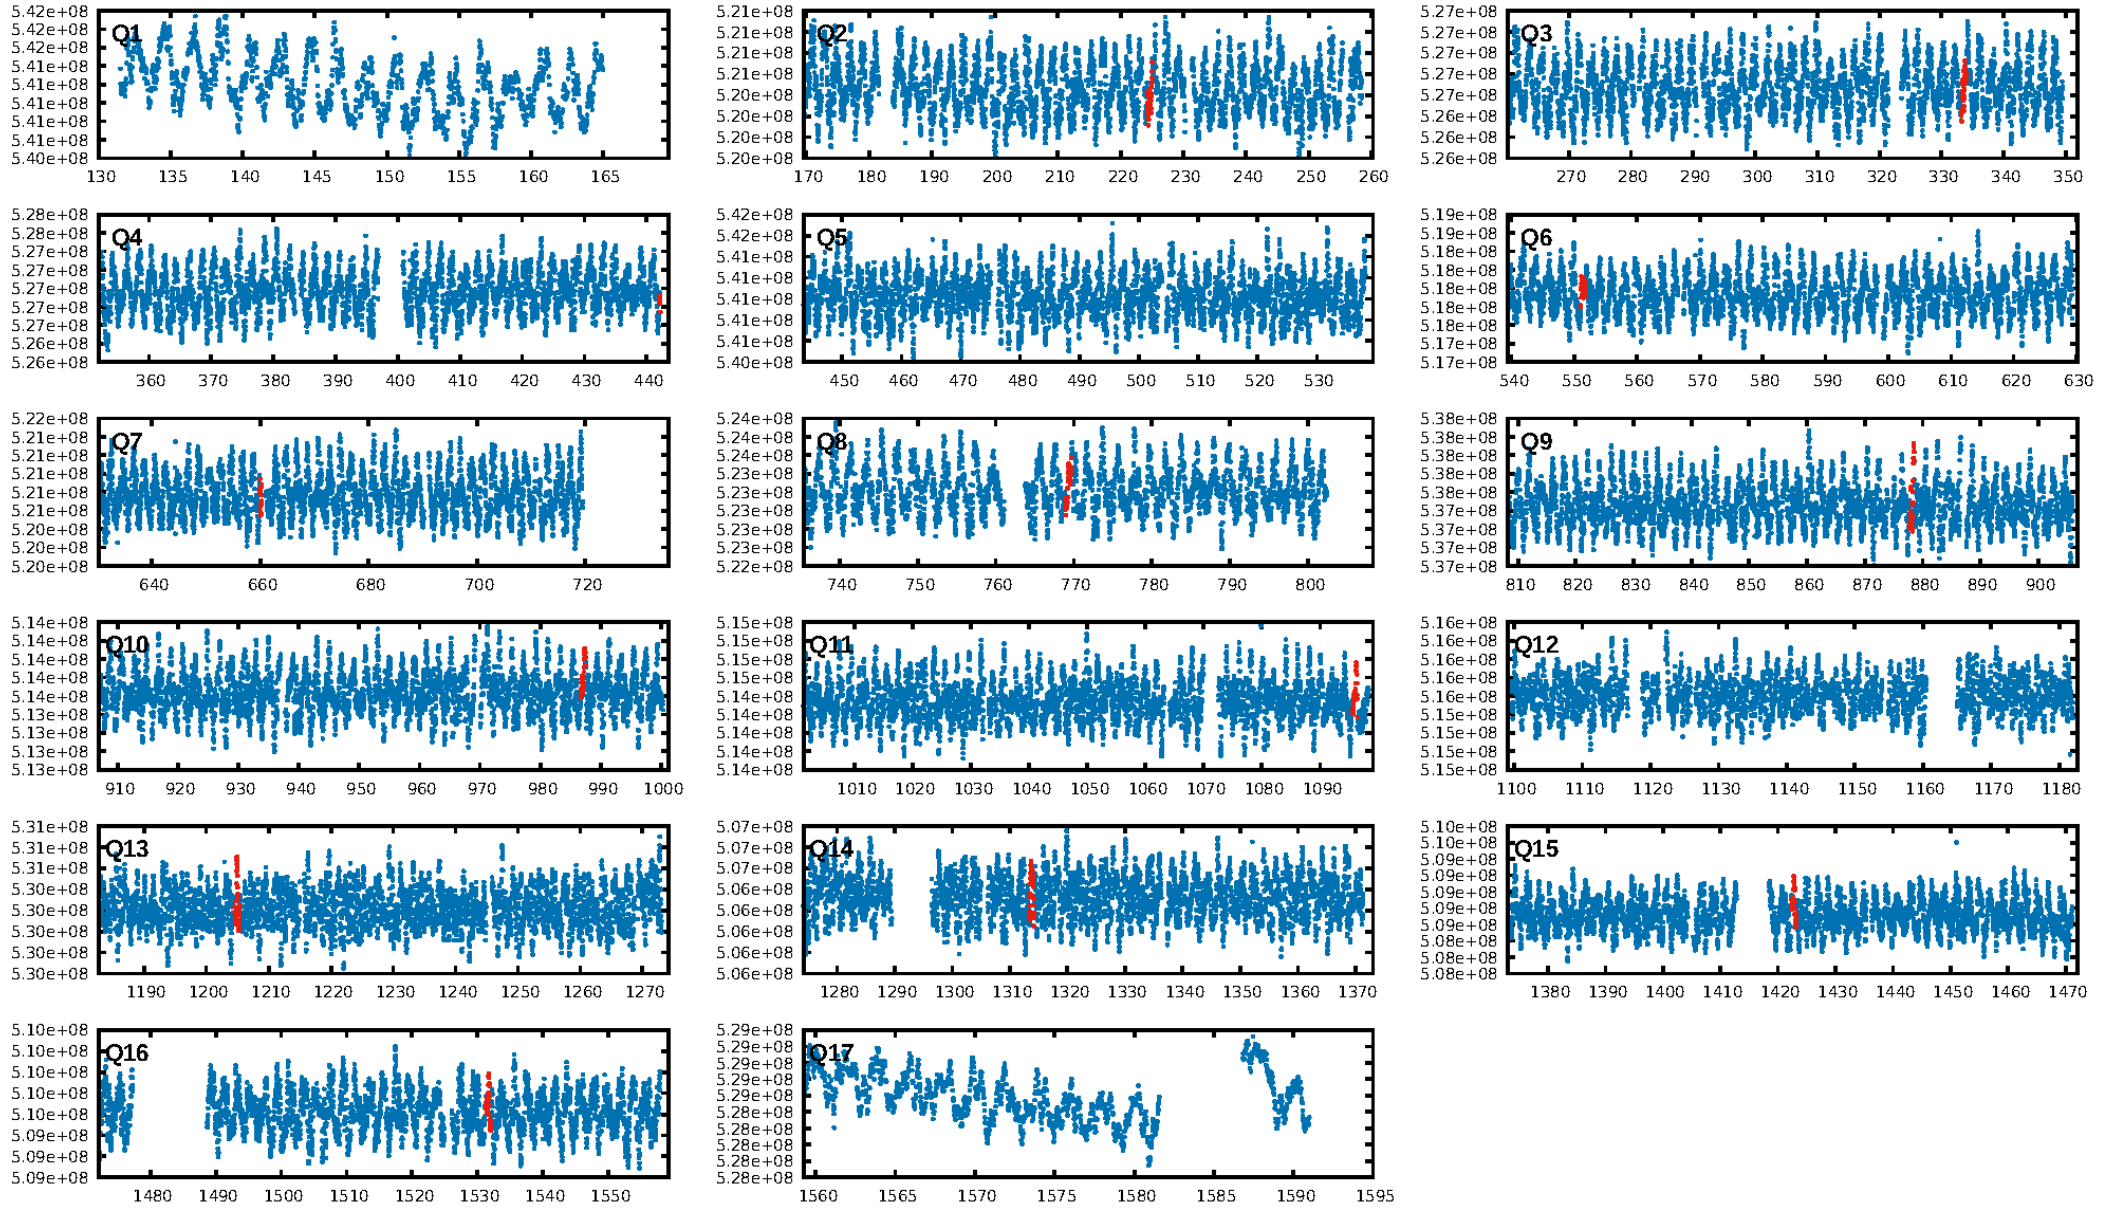 5.42e+08 5.42e+08 5.41e+08 5.41e+08 5.41e+08 5.41e+08 5.41e+08 5.41e+08 5.40e+08
Q1
130 135 140 145 150 155 160 165
5.21e+08 5.21e+08 5.21e+08 5.21e+08 5.20e+08 5.20e+08 5.20e+08 5.20e+08
Q2
170 180 190 200 210 220 230 240 250 260
5.27e+08 5.27e+08 5.27e+08 5.27e+08 5.27e+08 5.26e+08 5.26e+08 5.26e+08
Q3
270 280 290 300 310 320 330 340 350
5.28e+08 5.28e+08 5.27e+08 5.27e+08 5.27e+08 5.27e+08 5.27e+08 5.26e+08 5.26e+08
Q4
360 370 380 390 400 410 420 430 440
5.42e+08 5.42e+08 5.41e+08 5.41e+08 5.41e+08 5.41e+08 5.41e+08 5.40e+08
Q5
450 460 470 480 490 500 510 520 530
5.19e+08 5.19e+08 5.18e+08 5.18e+08 5.18e+08 5.18e+08 5.18e+08 5.17e+08 5.17e+08
Q6
540 550 560 570 580 590 600 610 620 630
5.22e+08 5.21e+08 5.21e+08 5.21e+08 5.21e+08 5.21e+08 5.20e+08 5.20e+08 5.20e+08
Q7
640 660 680 700 720
5.24e+08 5.24e+08 5.24e+08 5.23e+08 5.23e+08 5.23e+08 5.23e+08 5.23e+08 5.22e+08
Q8
740 750 760 770 780 790 800
5.38e+08 5.38e+08 5.38e+08 5.38e+08 5.38e+08 5.37e+08 5.37e+08 5.37e+08 5.37e+08
Q9
810 820 830 840 850 860 870 880 890 900
5.14e+08 5.14e+08 5.14e+08 5.14e+08 5.14e+08 5.13e+08 5.13e+08 5.13e+08 5.13e+08
Q10
910 920 930 940 950 960 970 980 990 1000
5.15e+08 5.15e+08 5.15e+08 5.15e+08 5.14e+08 5.14e+08 5.14e+08 5.14e+08 5.14e+08
Q11
1010 1020 1030 1040 1050 1060 1070 1080 1090
5.16e+08 5.16e+08 5.16e+08 5.16e+08 5.16e+08 5.15e+08 5.15e+08 5.15e+08 5.15e+08
Q12
1100 1110 1120 1130 1140 1150 1160 1170 1180
5.31e+08 5.31e+08 5.31e+08 5.30e+08 5.30e+08 5.30e+08 5.30e+08 5.30e+08
Q13
1190 1200 1210 1220 1230 1240 1250 1260 1270
5.07e+08 5.07e+08 5.07e+08 5.06e+08 5.06e+08 5.06e+08 5.06e+08 5.06e+08
Q14
1280 1290 1300 1310 1320 1330 1340 1350 1360 1370
5.10e+08 5.10e+08 5.09e+08 5.09e+08 5.09e+08 5.09e+08 5.09e+08 5.08e+08 5.08e+08 5.08e+08
Q15
1380 1390 1400 1410 1420 1430 1440 1450 1460 1470
5.10e+08 5.10e+08 5.10e+08 5.10e+08 5.10e+08 5.09e+08 5.09e+08 5.09e+08
Q16
1480 1490 1500 1510 1520 1530 1540 1550
5.29e+08 5.29e+08 5.29e+08 5.29e+08 5.29e+08 5.28e+08 5.28e+08 5.28e+08 5.28e+08 5.28e+08
Q17
1560 1565 1570 1575 1580 1585 1590 1595